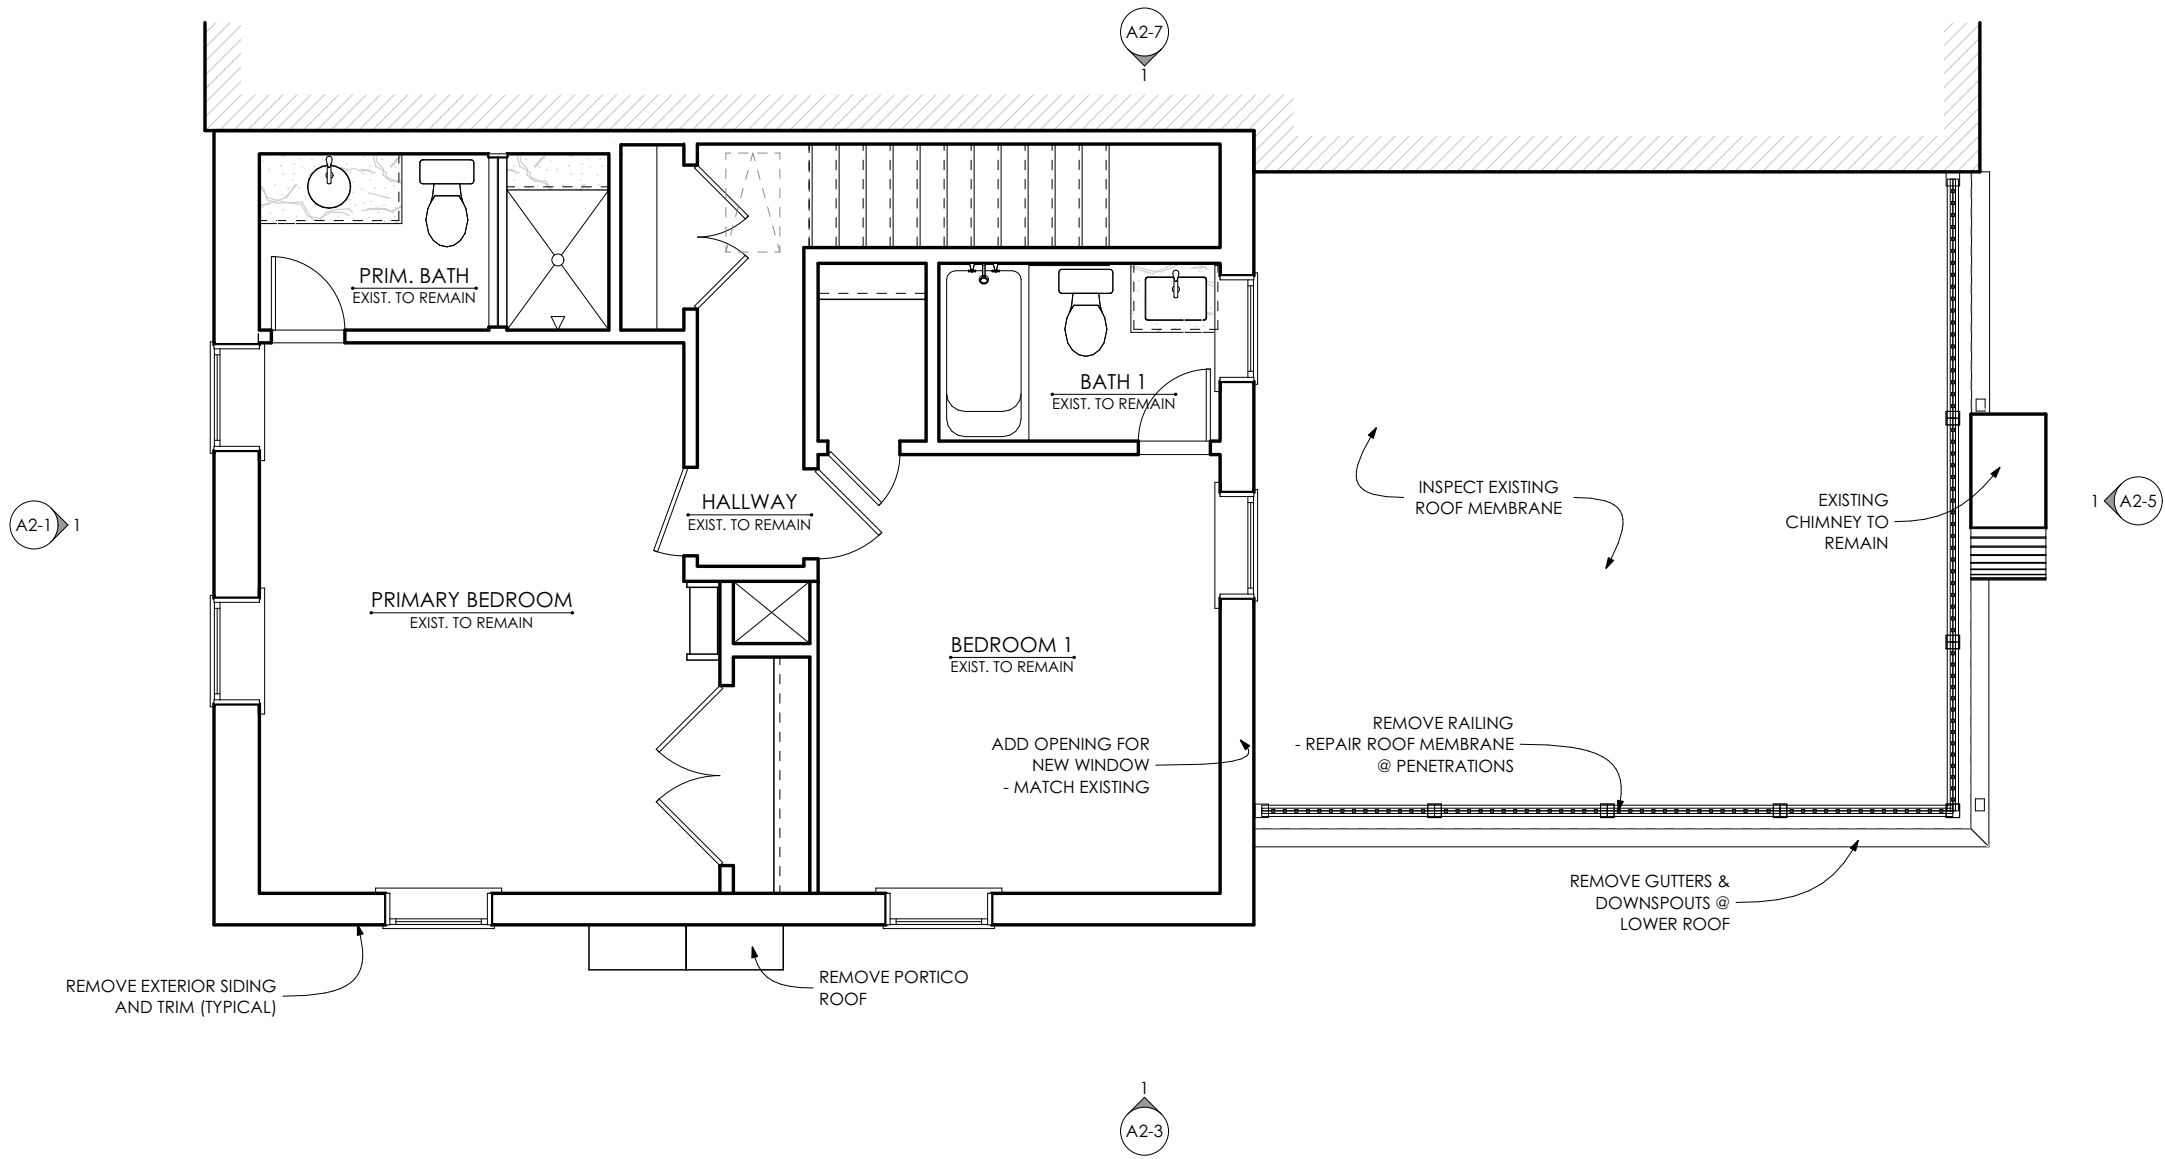 A2-7
1
PRIM. BATH
EXIST. TO REMAIN
BATH 1
EXIST. TO REMAIN
HALLWAY
EXIST. TO REMAIN
A2-1
1
INSPECT EXISTING
ROOF MEMBRANE
EXISTING
CHIMNEY TO
REMAIN
1
A2-5
PRIMARY BEDROOM
EXIST. TO REMAIN
BEDROOM 1
EXIST. TO REMAIN
ADD OPENING FOR
NEW WINDOW
- MATCH EXISTING
REMOVE RAILING
- REPAIR ROOF MEMBRANE
@ PENETRATIONS
REMOVE GUTTERS &
DOWNSPOUTS @
LOWER ROOF
REMOVE EXTERIOR SIDING
AND TRIM (TYPICAL)
REMOVE PORTICO
ROOF
1
A2-3